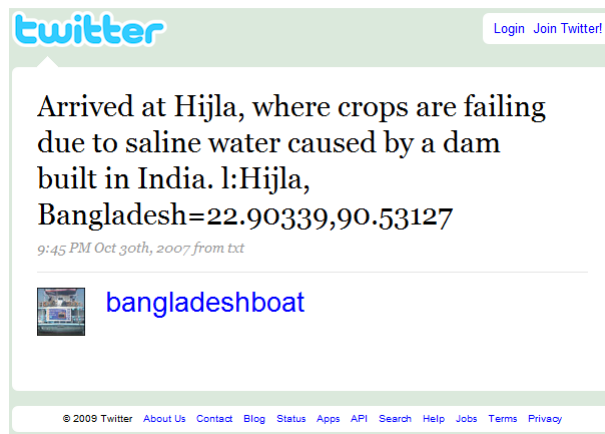 twitter
Login Join Twitter!
Arrived at Hijla, where crops are failing
due to saline water caused by a dam
built in India. l:Hijla,
Bangladesh=22.90339,90.53127
9:45 PM Oct 30th, 2007 from txt
bangladeshboat
© 2009 Twitter About Us Contact Blog Status Apps API Search Help Jobs Terms Privacy